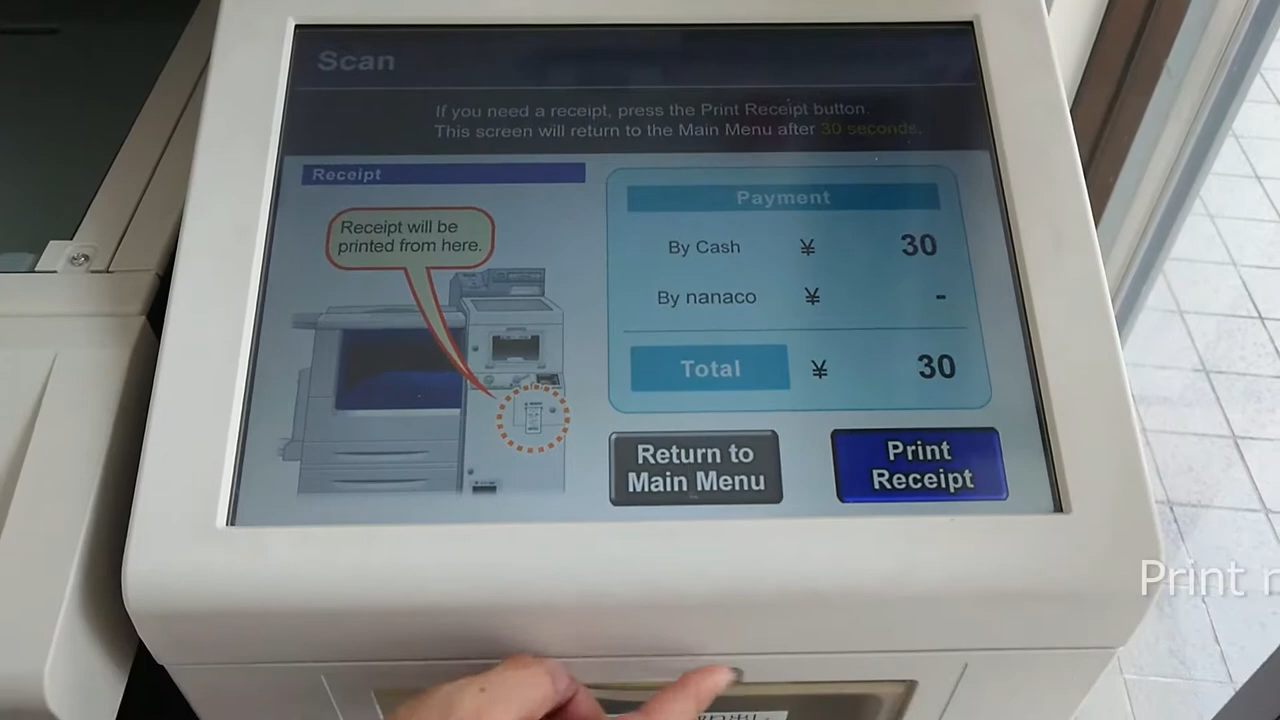 Scan
If you need a receipt, press the Print Receipt button.
This screen will return to the Main Menu after 30 seconds.
Receipt
Receipt will be
printed from here.
Payment
By Cash ¥ 30
By nanaco ¥ -
Total ¥ 30
Return to
Main Menu
Print
Receipt
Print